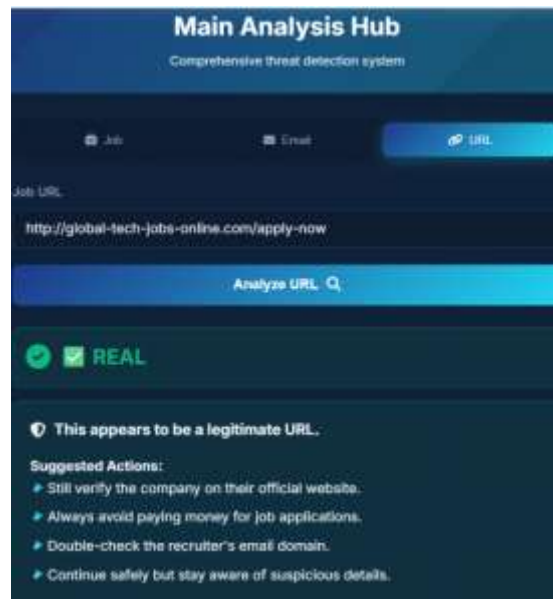 Main Analysis Hub
Comprehensive threat detection system
Job
Email
URL
Job URL
http://global-tech-jobs-online.com/apply-now
Analyze URL
REAL
This appears to be a legitimate URL.
Suggested Actions:
Still verify the company on their official website.
Always avoid paying money for job applications.
Double-check the recruiter's email domain.
Continue safely but stay aware of suspicious details.